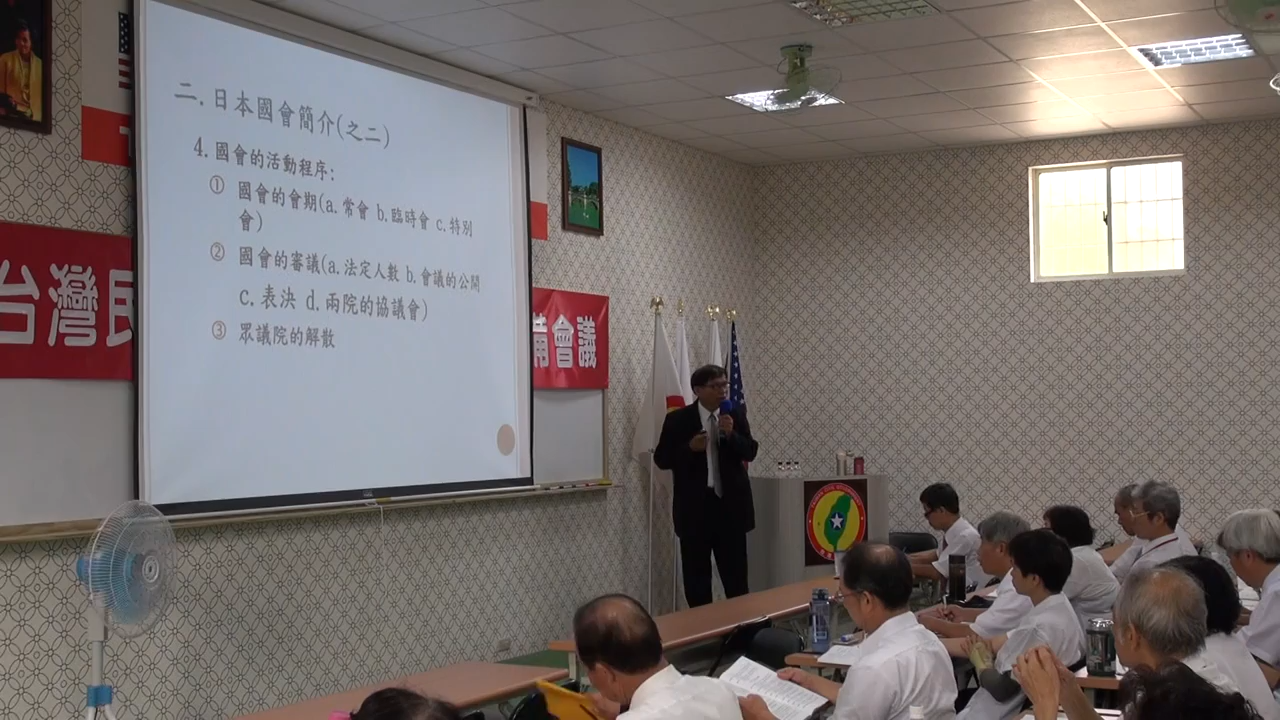 二.日本國會簡介(之二)
4.國會的活動程序:
① 國會的會期(a.常會 b.臨時會 c.特別
會)
② 國會的審議(a.法定人數 b.會議的公開
c.表決 d.兩院的協議會)
③ 眾議院的解散
台灣民
備會議